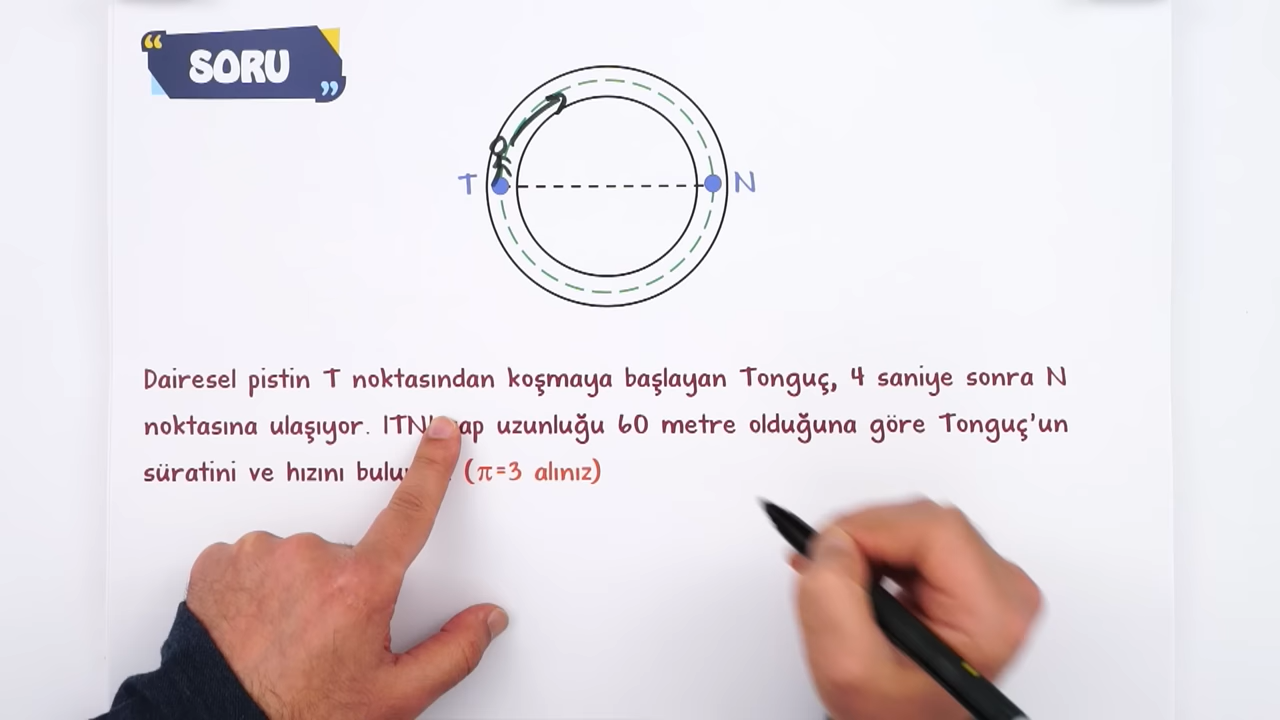 SORU
T N
Dairesel pistin T noktasından koşmaya başlayan Tonguç, 4 saniye sonra N
noktasına ulaşıyor. ITNI uzunluğu 60 metre olduğuna göre Tonguç'un
süratini ve hızını (π=3 alınız)